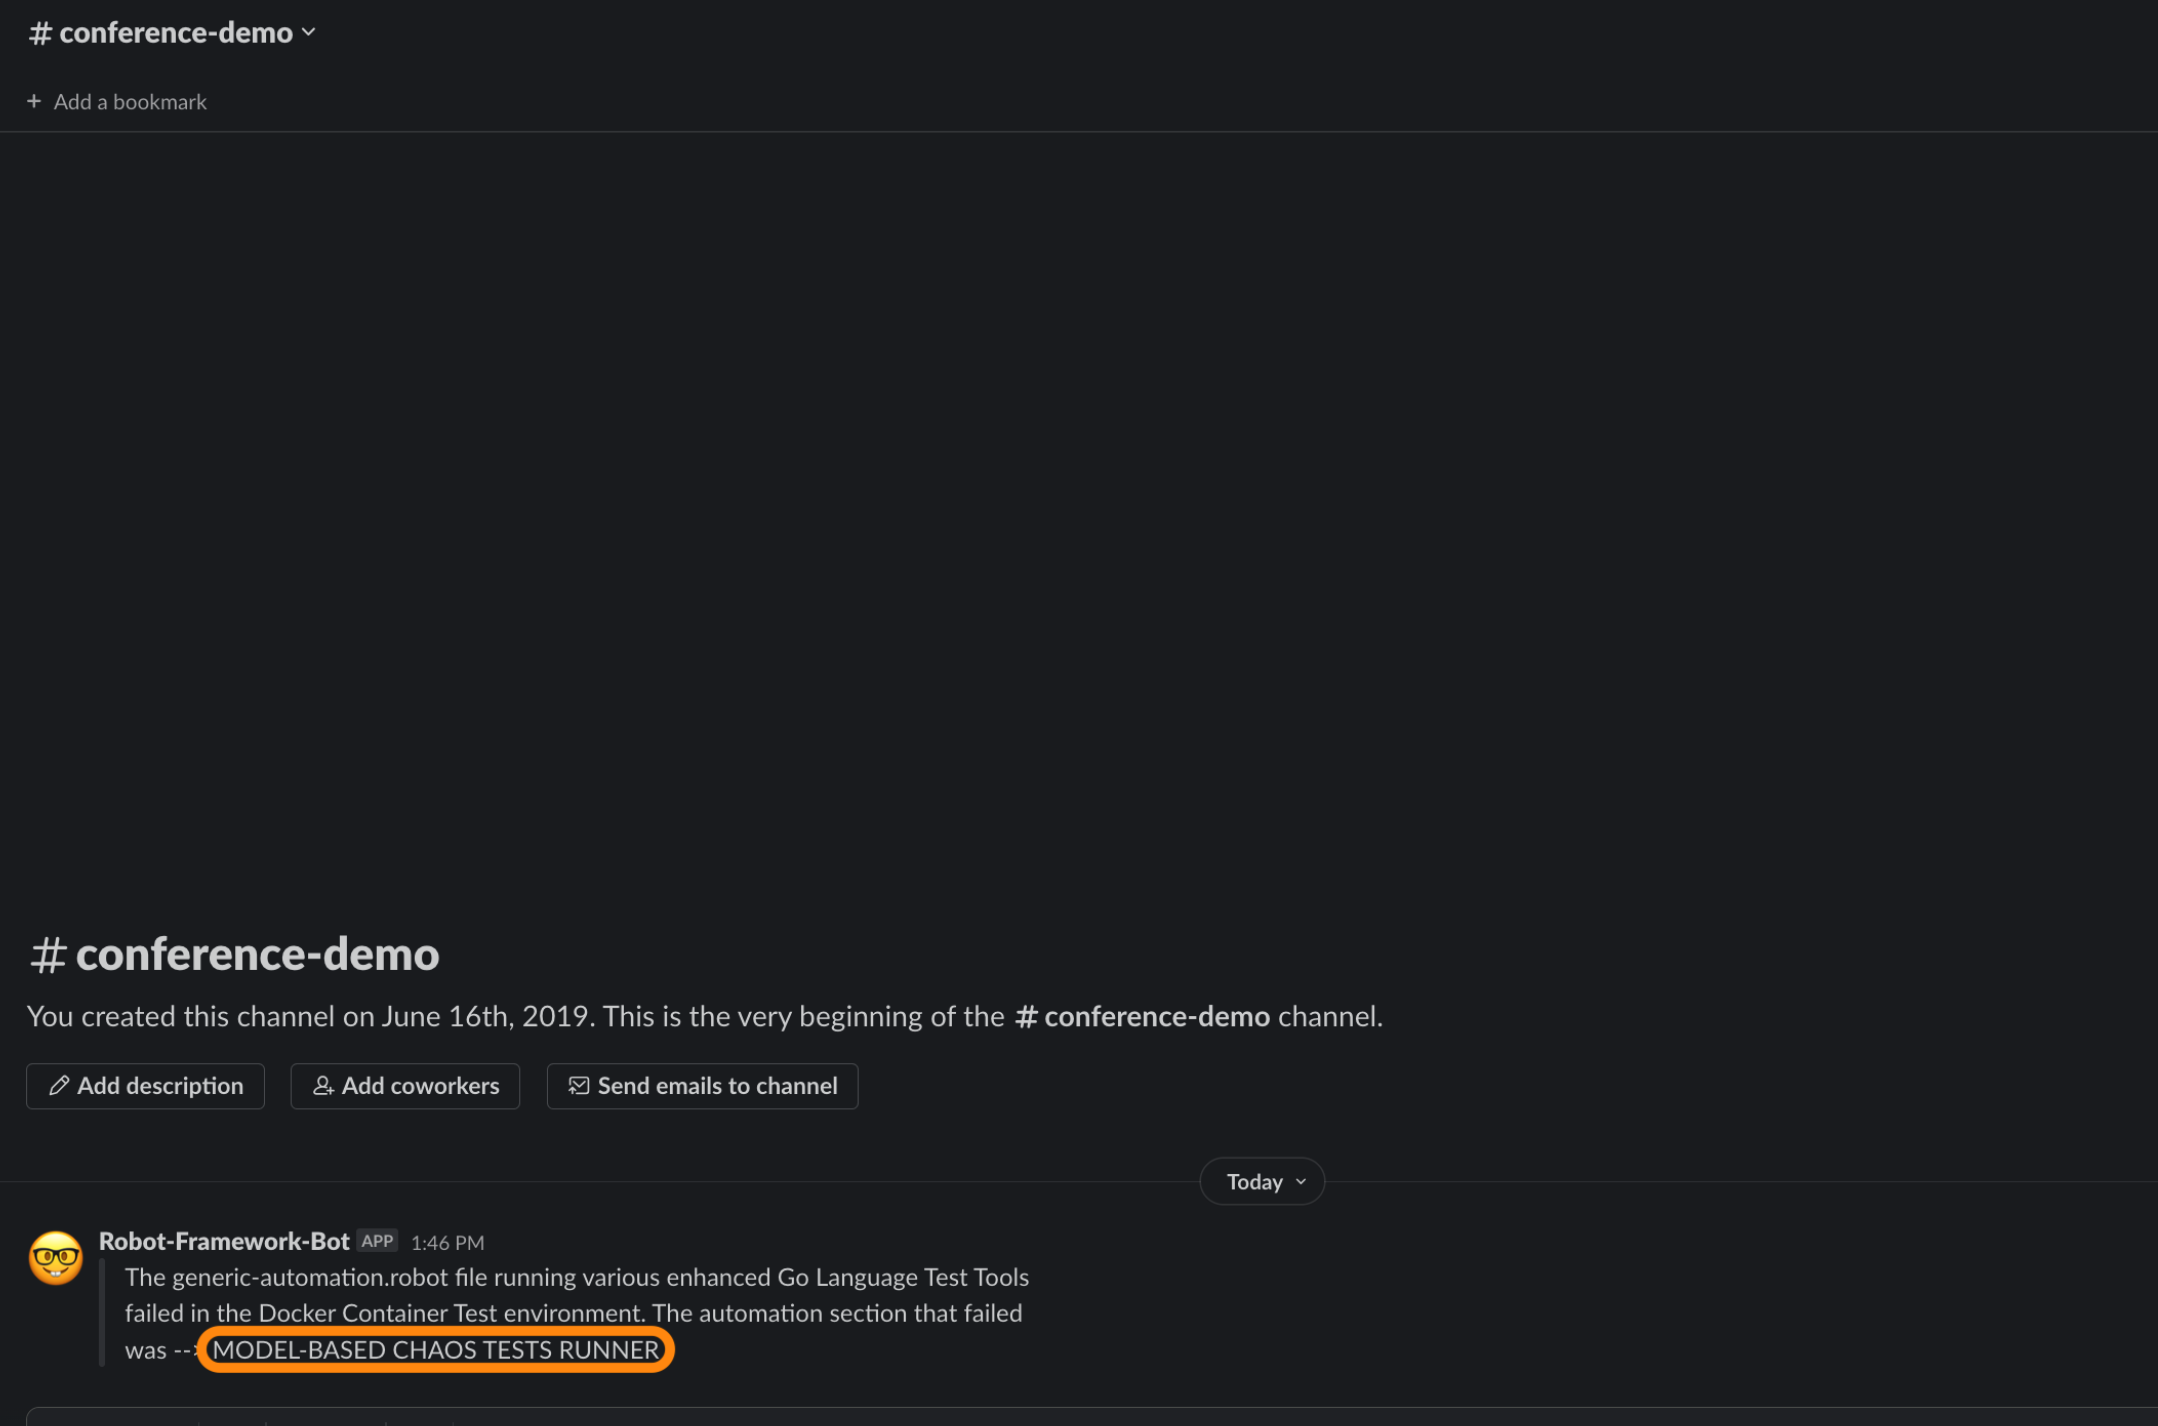 # conference-demo
+ Add a bookmark
# conference-demo
You created this channel on June 16th, 2019. This is the very beginning of the # conference-demo channel.
Add description Add coworkers Send emails to channel
Today
Robot-Framework-Bot APP 1:46 PM
The generic-automation.robot file running various enhanced Go Language Test Tools
failed in the Docker Container Test environment. The automation section that failed
was --> MODEL-BASED CHAOS TESTS RUNNER